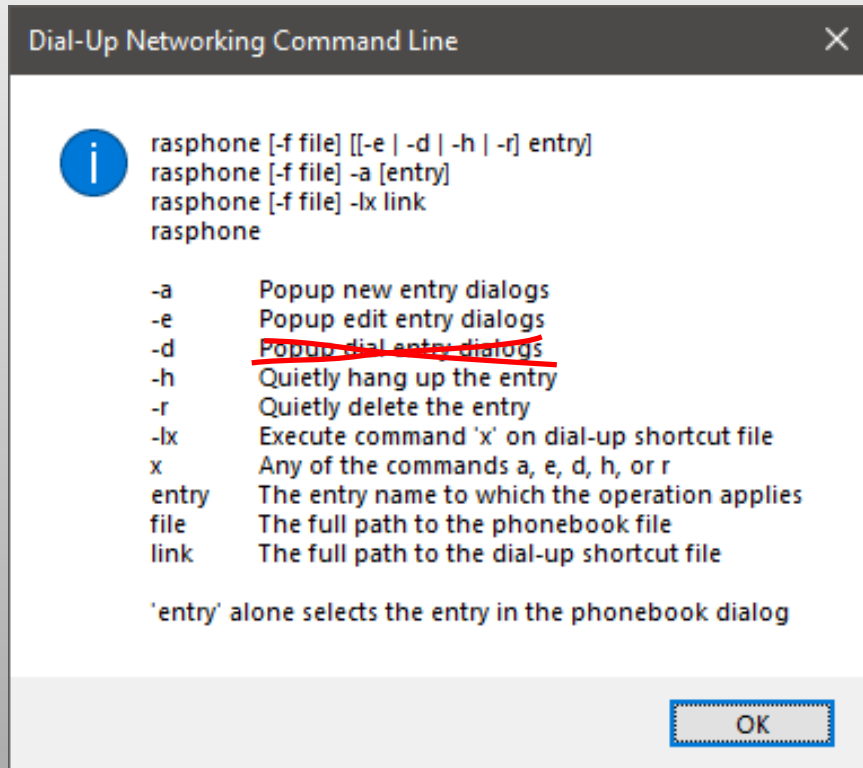 Dial-Up Networking Command Line
rasphone [-f file] [[-e | -d | -h | -r] entry]
rasphone [-f file] -a [entry]
rasphone [-f file] -lx link
rasphone
-a Popup new entry dialogs
-e Popup edit entry dialogs
-d Popup dial entry dialogs
-h Quietly hang up the entry
-r Quietly delete the entry
-lx Execute command 'x' on dial-up shortcut file
x Any of the commands a, e, d, h, or r
entry The entry name to which the operation applies
file The full path to the phonebook file
link The full path to the dial-up shortcut file
'entry' alone selects the entry in the phonebook dialog
OK